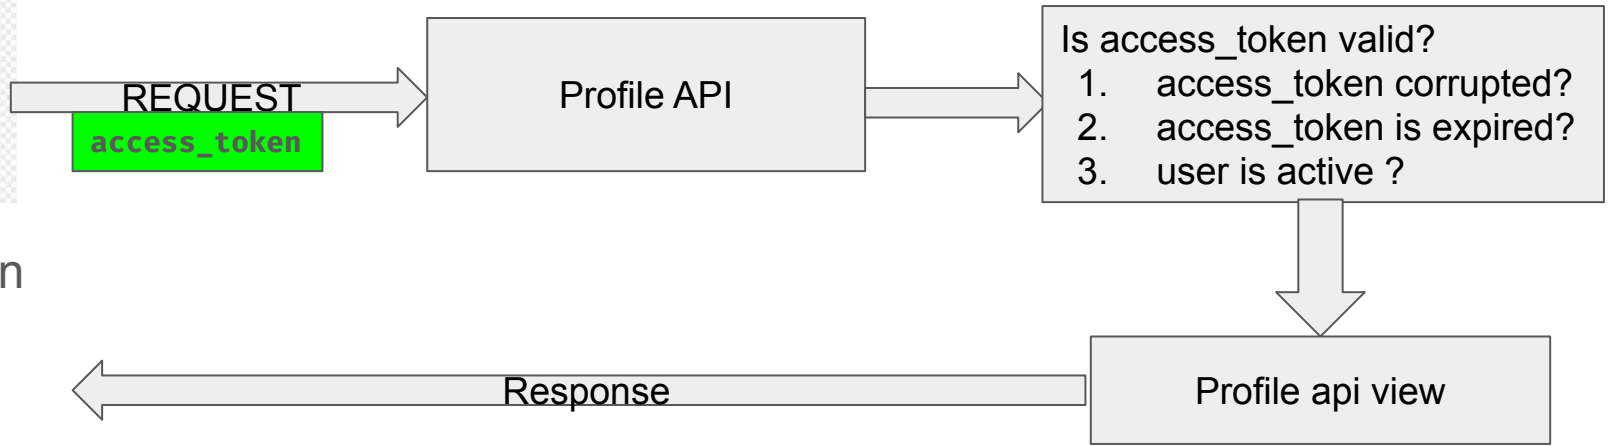 REQUEST
access_token
Profile API
Is access_token valid?
1. access_token corrupted?
2. access_token is expired?
3. user is active ?
n
Response
Profile api view